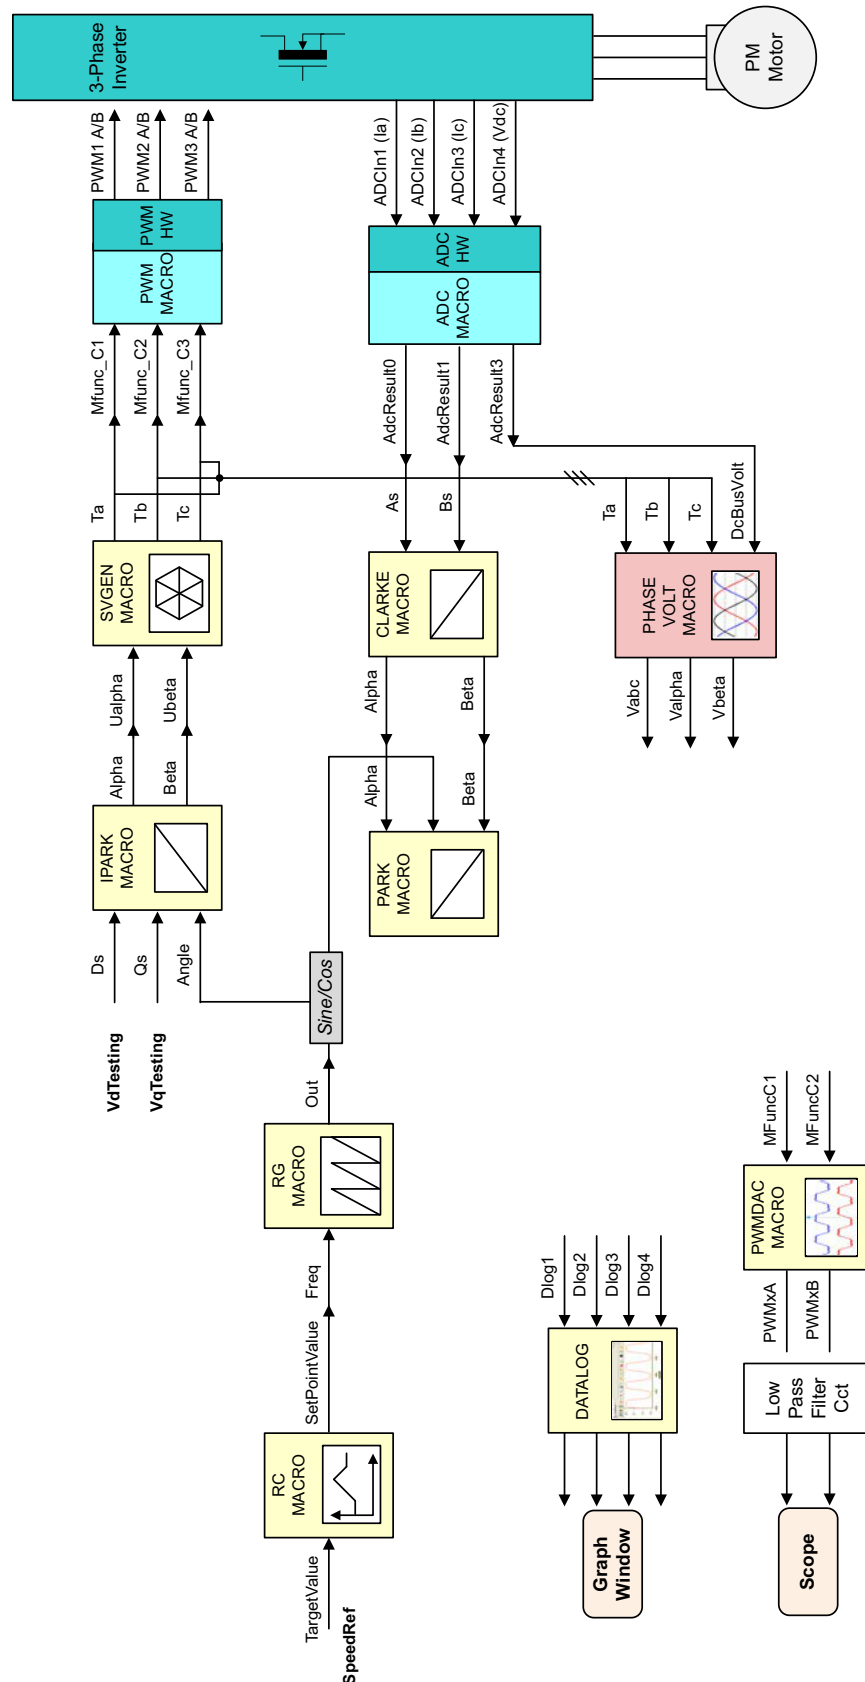 3-Phase
Inverter
PM
Motor
PWM1 A/B
PWM2 A/B
PWM3 A/B
ADCIn1 (Ia)
ADCIn2 (Ib)
ADCIn3 (Ic)
ADCIn4 (Vdc)
PWM
HW
PWM
MACRO
ADC
HW
ADC
MACRO
Mfunc_C1
Mfunc_C2
Mfunc_C3
AdcResult0
AdcResult1
AdcResult3
Ta
Tb
Tc
As
Bs
Ta
Tb
Tc
DcBusVolt
SVGEN
MACRO
CLARKE
MACRO
PHASE
VOLT
MACRO
Ualpha
Ubeta
Alpha
Beta
Vabc
Valpha
Vbeta
Alpha
Beta
Alpha
Beta
IPARK
MACRO
PARK
MACRO
Ds
Qs
Angle
VdTesting
VqTesting
Sine/Cos
Out
RG
MACRO
Freq
SetPointValue
RC
MACRO
TargetValue
SpeedRef
Dlog1
Dlog2
Dlog3
Dlog4
DATALOG
Graph
Window
MFuncC1
MFuncC2
PWMDAC
MACRO
PWMxA
PWMxB
Low
Pass
Filter
Cct
Scope